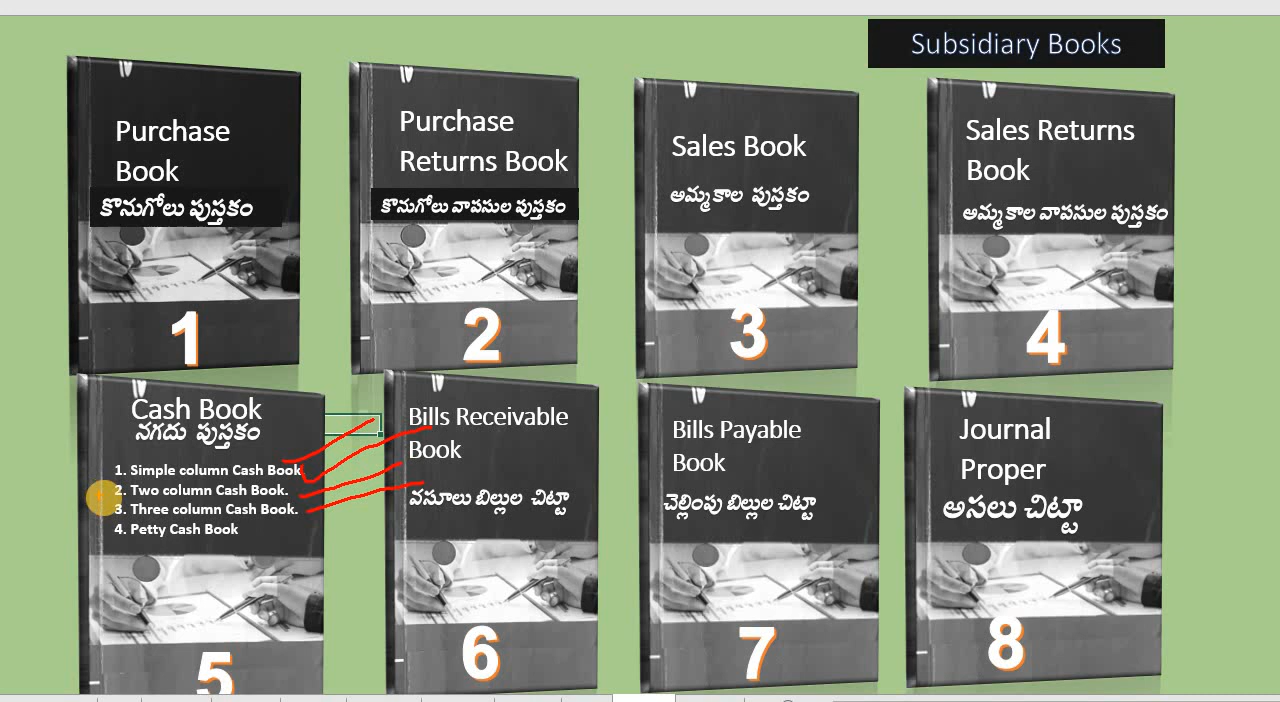 Subsidiary Books
Purchase
Book
కొనుగోలు పుస్తకం
1
Purchase
Returns Book
కొనుగోలు వాపసుల పుస్తకం
2
Sales Book
అమ్మకాల పుస్తకం
3
Sales Returns
Book
అమ్మకాల వాపసుల పుస్తకం
4
Cash Book
నగదు పుస్తకం
1. Simple column Cash Book
2. Two column Cash Book.
3. Three column Cash Book.
4. Petty Cash Book
5
Bills Receivable
Book
వసూలు బిల్లుల చిట్టా
6
Bills Payable
Book
చెల్లింపు బిల్లుల చిట్టా
7
Journal
Proper
అసలు చిట్టా
8